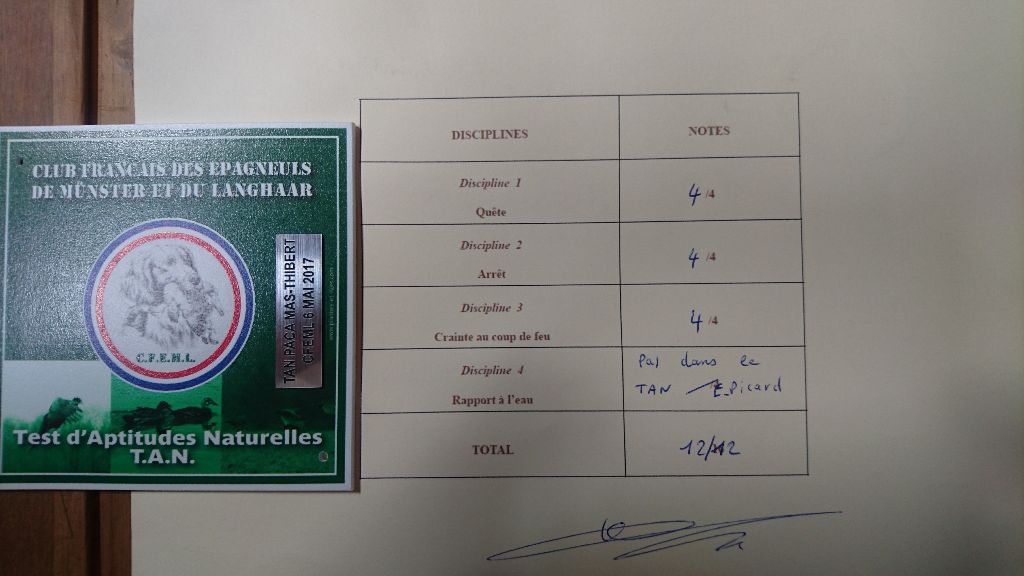 CLUB FRANCAIS DES EPAGNEULS
DE MÜNSTER ET DU LANGHAAR
C.F.E.M.L.
TAN PACA MAS-THIBERT
CFEML 6 MAI 2017
Test d'Aptitudes Naturelles
T.A.N.
DISCIPLINES NOTES
Discipline 1
Quête
4 /4
Discipline 2
Arrêt
4 /4
Discipline 3
Crainte au coup de feu
4 /4
Discipline 4
Rapport à l'eau
Pas dans le
TAN E.Picard
TOTAL 12/12